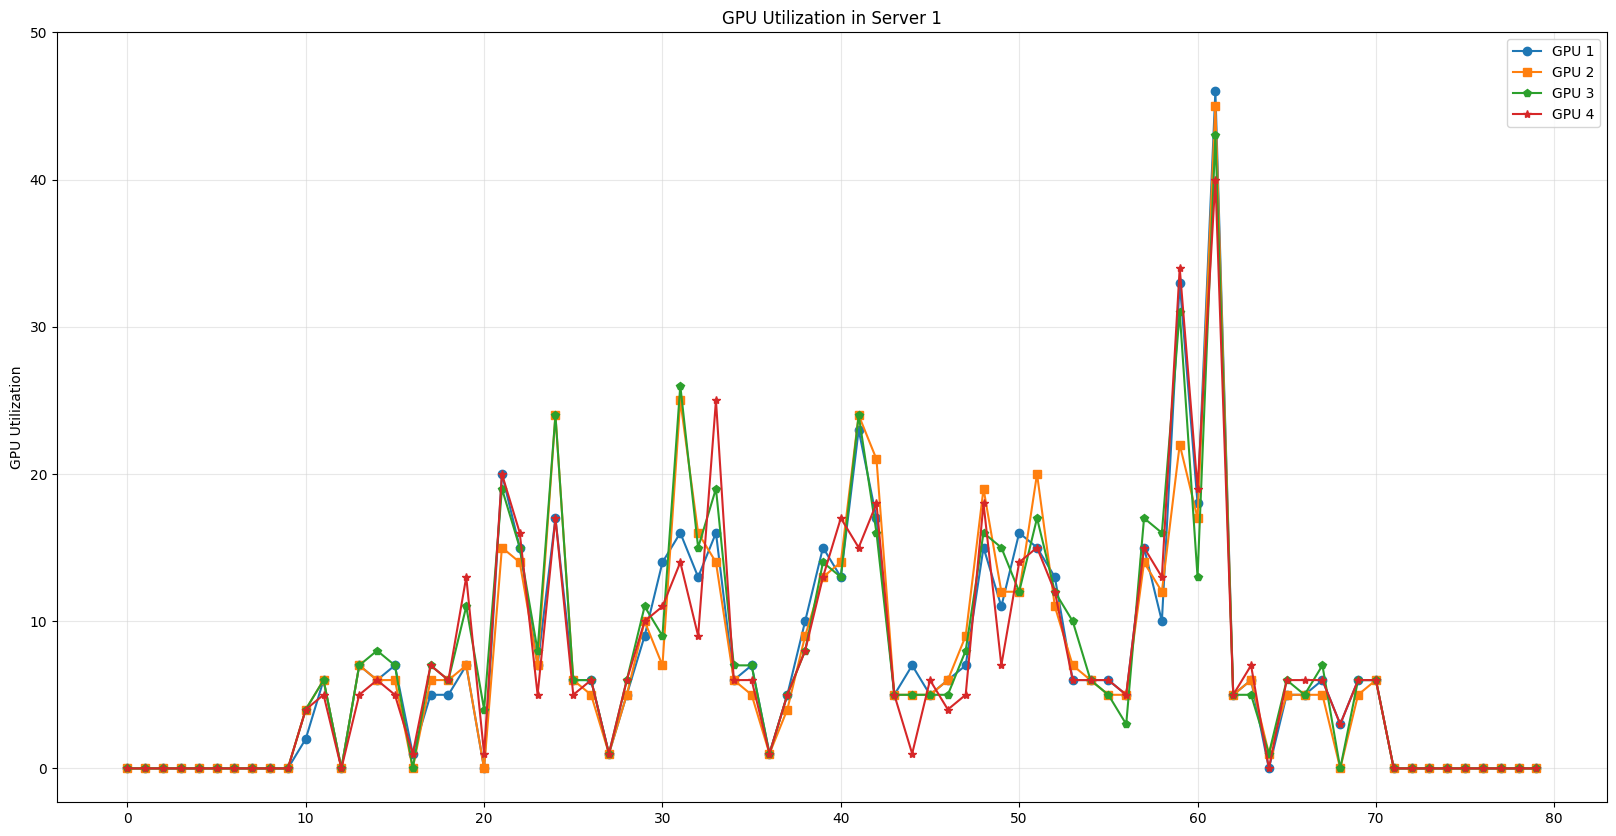 GPU Utilization in Server 1
50
40
30
20
10
0
GPU Utilization
GPU 1
GPU 2
GPU 3
GPU 4
0 10 20 30 40 50 60 70 80